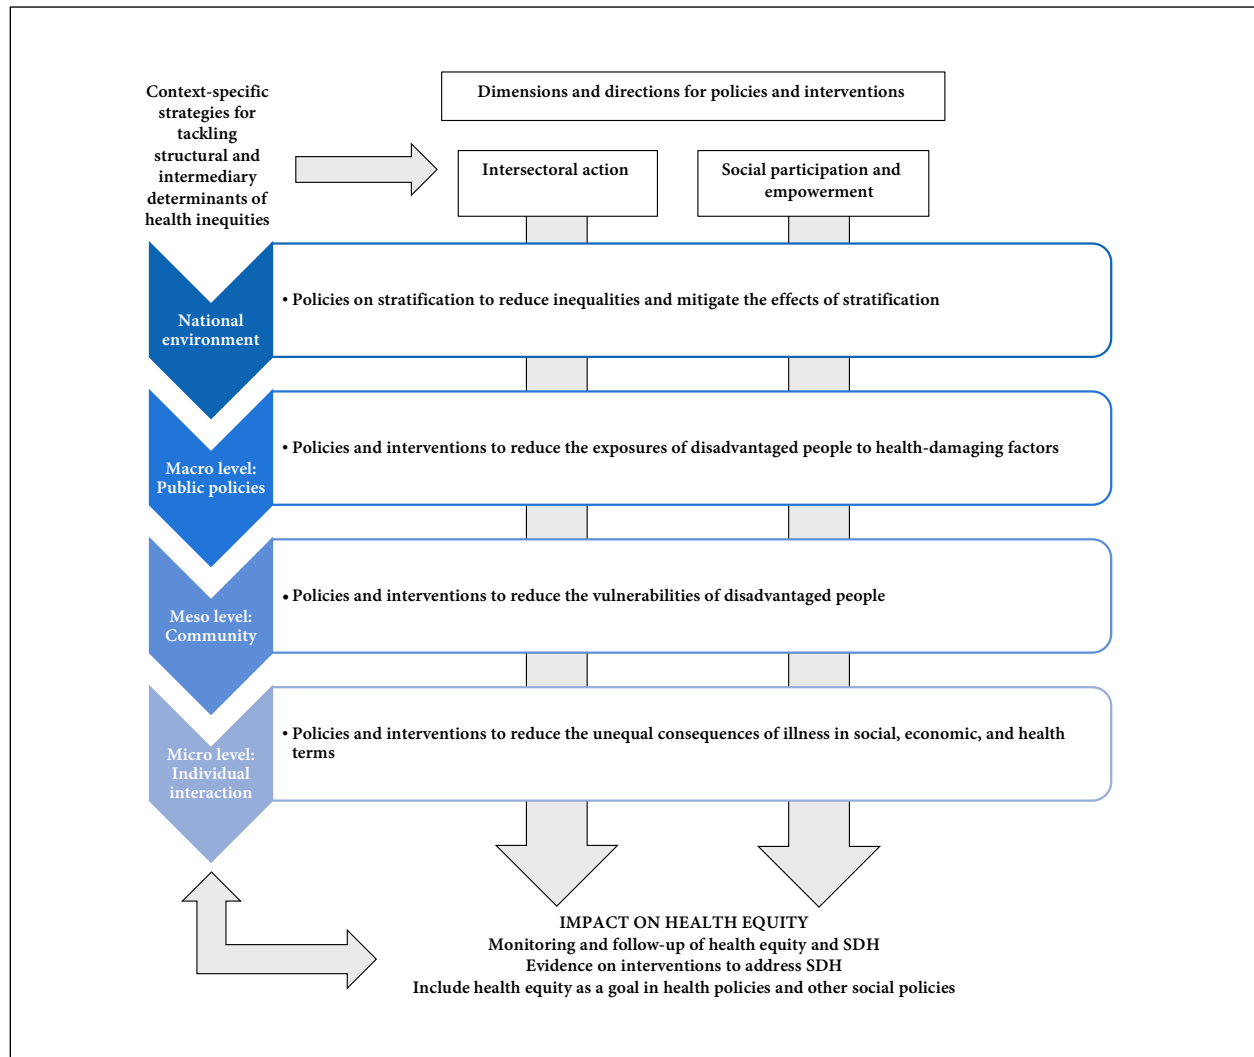 Context-specific
strategies for
tackling
structural and
intermediary
determinants of
health inequities
Dimensions and directions for policies and interventions
Intersectoral action
Social participation and
empowerment
National
environment
• Policies on stratification to reduce inequalities and mitigate the effects of stratification
Macro level:
Public policies
• Policies and interventions to reduce the exposures of disadvantaged people to health-damaging factors
Meso level:
Community
• Policies and interventions to reduce the vulnerabilities of disadvantaged people
Micro level:
Individual
interaction
• Policies and interventions to reduce the unequal consequences of illness in social, economic, and health
terms
IMPACT ON HEALTH EQUITY
Monitoring and follow-up of health equity and SDH
Evidence on interventions to address SDH
Include health equity as a goal in health policies and other social policies